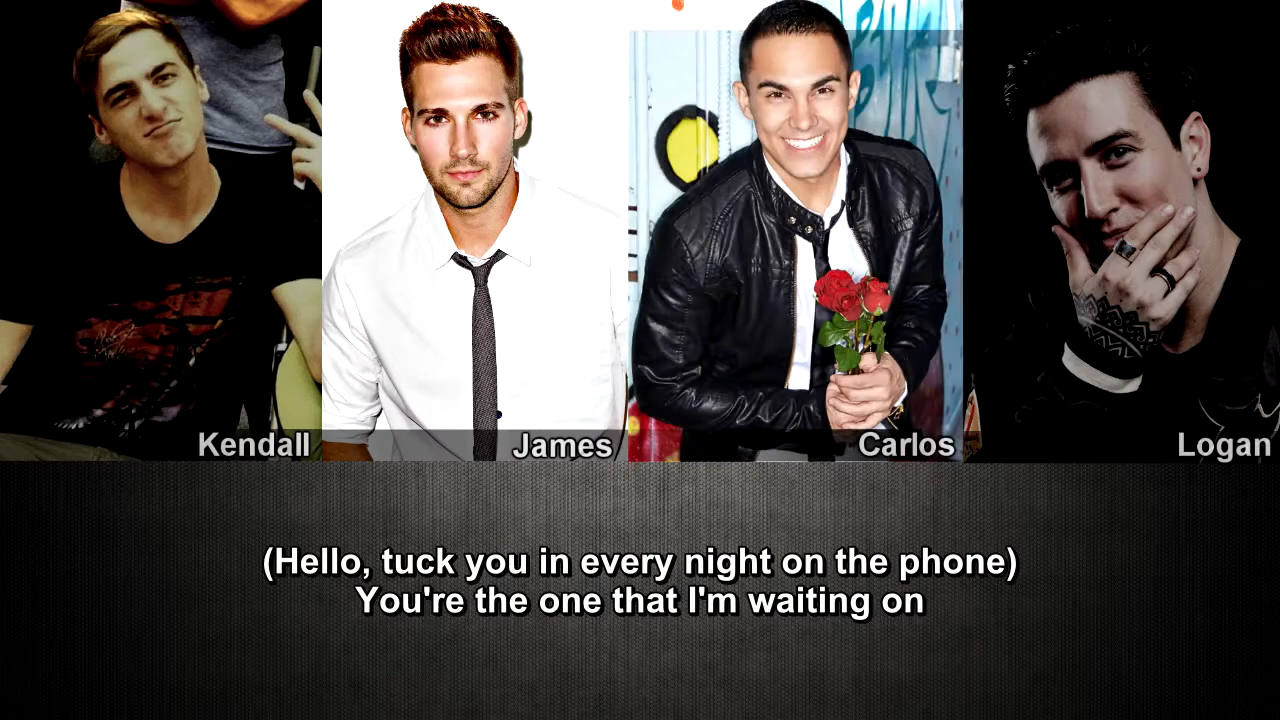 Kendall
James
Carlos
Logan
(Hello, tuck you in every night on the phone)
You're the one that I'm waiting on